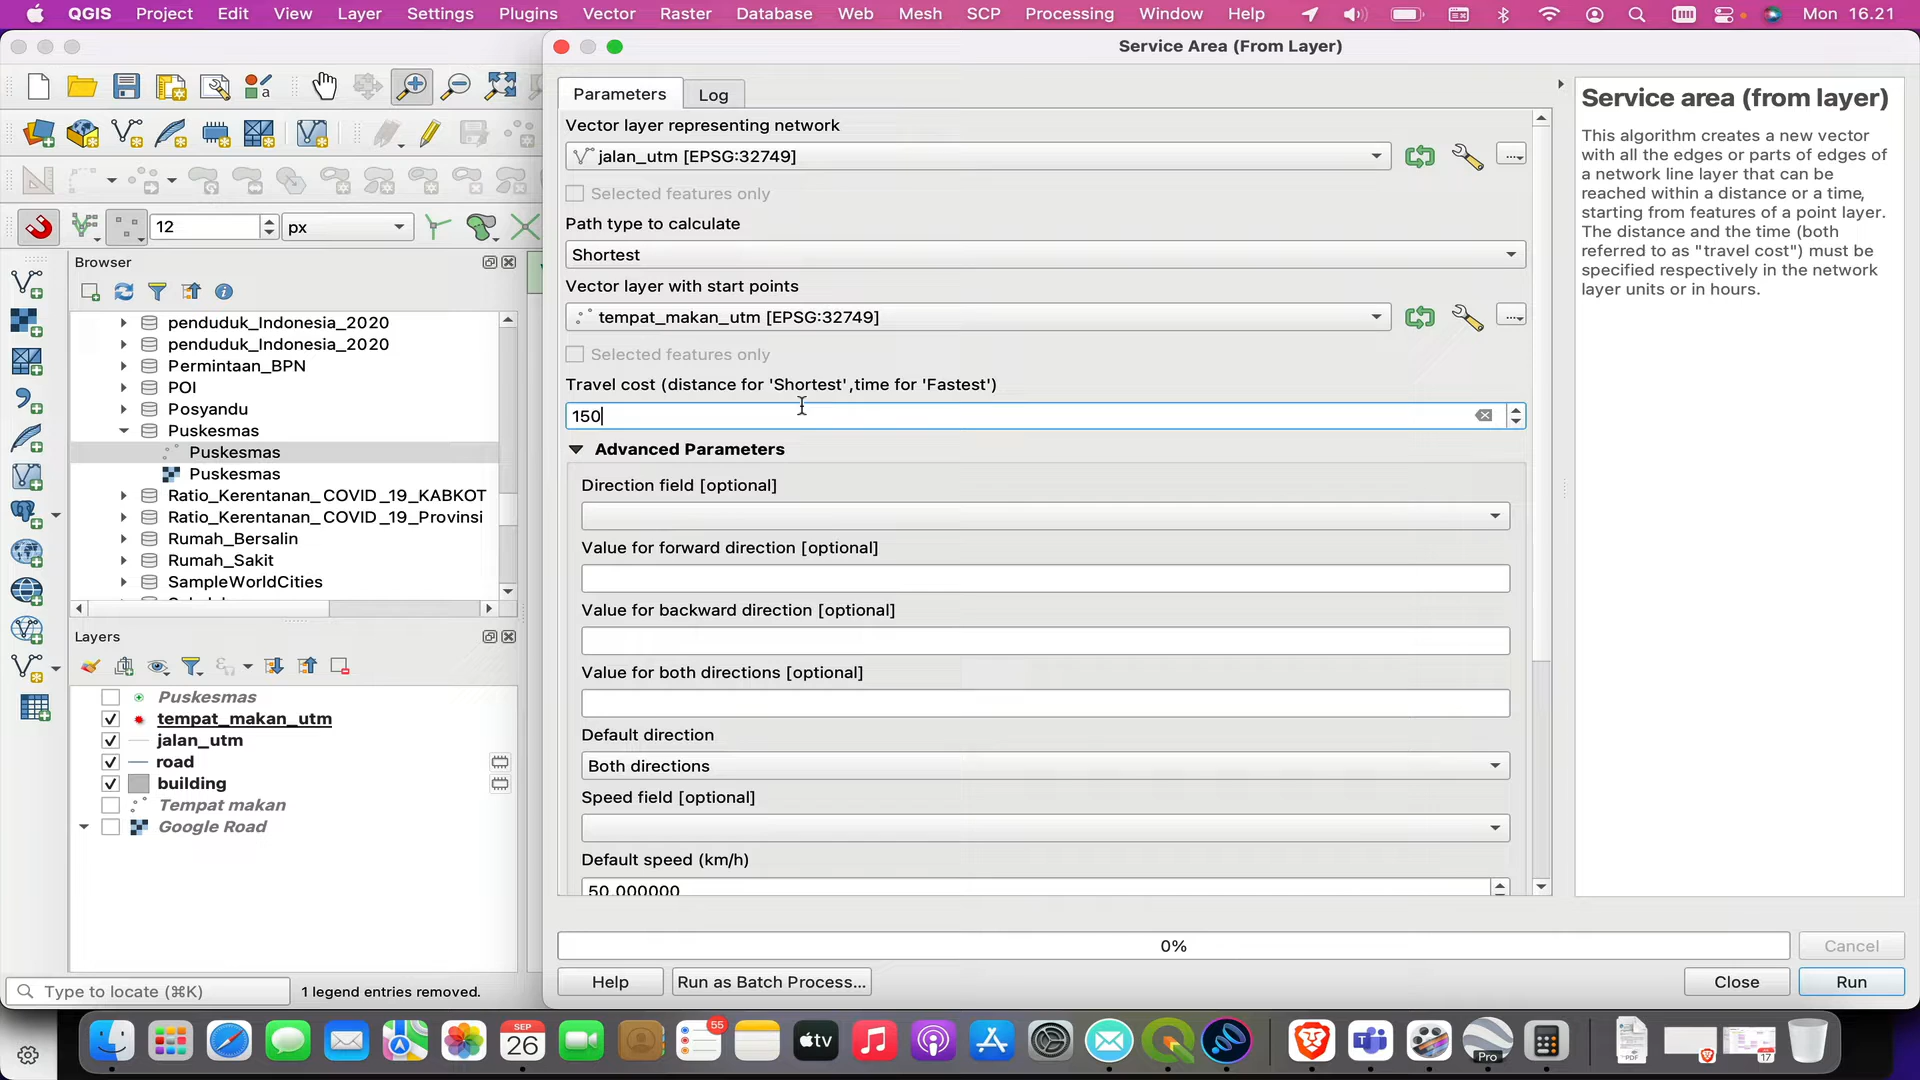 QGIS Project Edit View Layer Settings Plugins Vector Raster Database Web Mesh SCP Processing Window Help Mon 16.21
Service Area (From Layer)
Parameters Log
Vector layer representing network
jalan_utm [EPSG:32749]
Selected features only
Path type to calculate
Shortest
Vector layer with start points
tempat_makan_utm [EPSG:32749]
Selected features only
Travel cost (distance for 'Shortest',time for 'Fastest')
150
Advanced Parameters
Direction field [optional]
Value for forward direction [optional]
Value for backward direction [optional]
Value for both directions [optional]
Default direction
Both directions
Speed field [optional]
Default speed (km/h)
50.000000
0%
Help Run as Batch Process... Close Run
Cancel
Service area (from layer)
This algorithm creates a new vector
with all the edges or parts of edges of
a network line layer that can be
reached within a distance or a time,
starting from features of a point layer.
The distance and the time (both
referred to as "travel cost") must be
specified respectively in the network
layer units or in hours.
12 px
Browser
penduduk_Indonesia_2020
penduduk_Indonesia_2020
Permintaan_BPN
POI
Posyandu
Puskesmas
Puskesmas
Puskesmas
Ratio_Kerentanan_COVID_19_KABKOT
Ratio_Kerentanan_COVID_19_Provinsi
Rumah_Bersalin
Rumah_Sakit
SampleWorldCities
Layers
Puskesmas
tempat_makan_utm
jalan_utm
road
building
Tempat makan
Google Road
Type to locate (⌘K) 1 legend entries removed.
SEP
26
55
tv
Pro
PDF
17